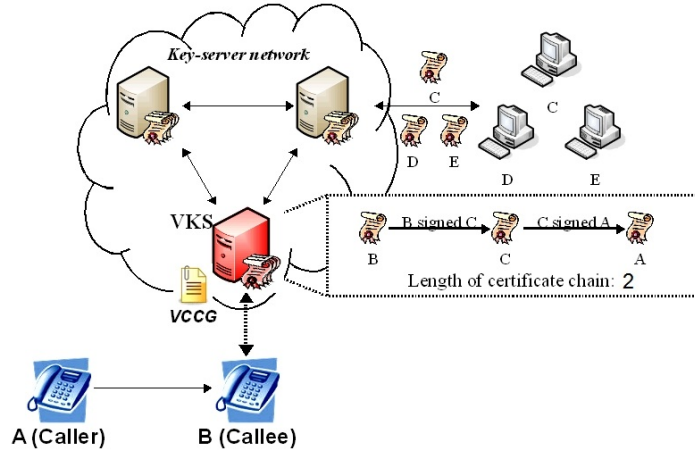 Key-server network
C
C
D
E
D
E
VKS
B signed C
C signed A
B
C
A
Length of certificate chain: 2
VCCG
A (Caller)
B (Callee)